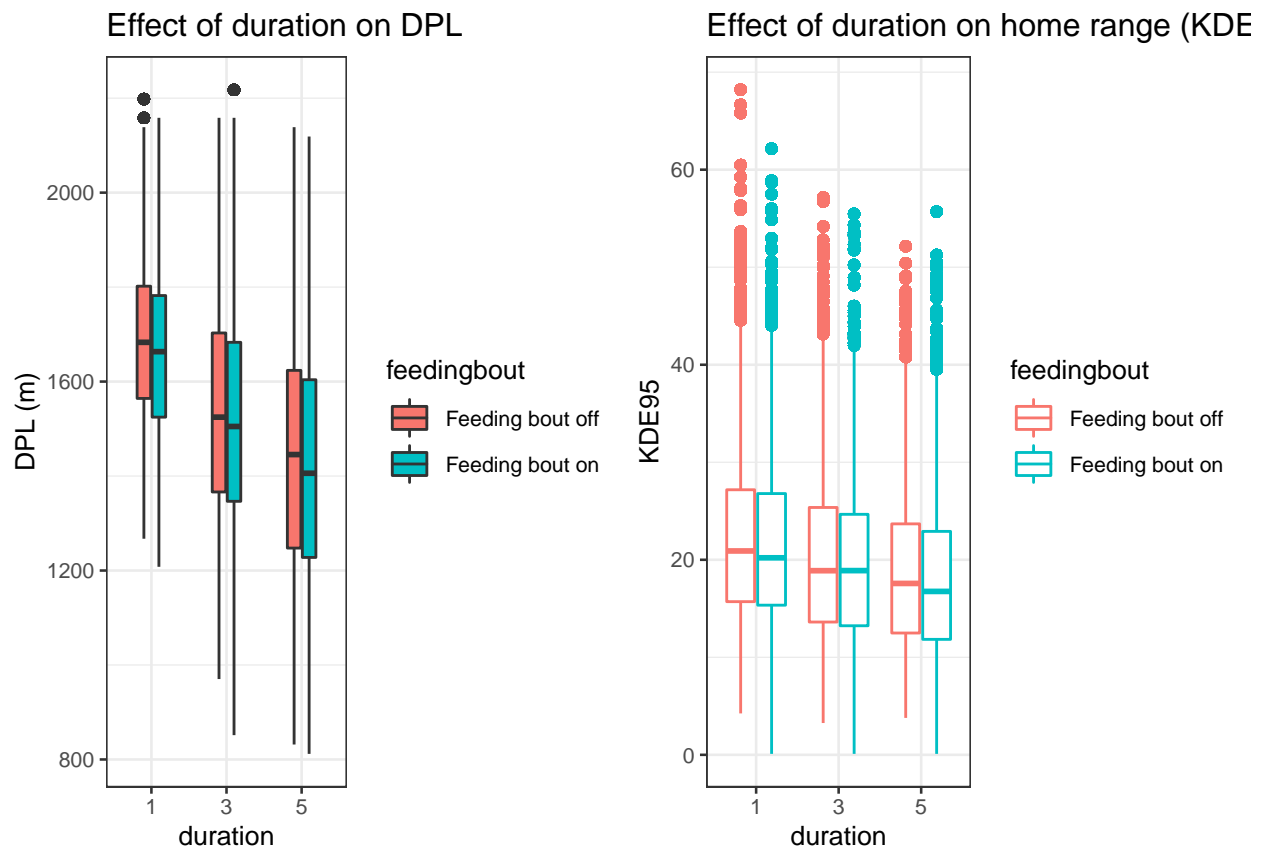 Effect of duration on DPL
DPL (m)
2000
1600
1200
800
1 3 5
duration
feedingbout
Feeding bout off
Feeding bout on
Effect of duration on home range (KDE
KDE95
60
40
20
0
1 3 5
duration
feedingbout
Feeding bout off
Feeding bout on